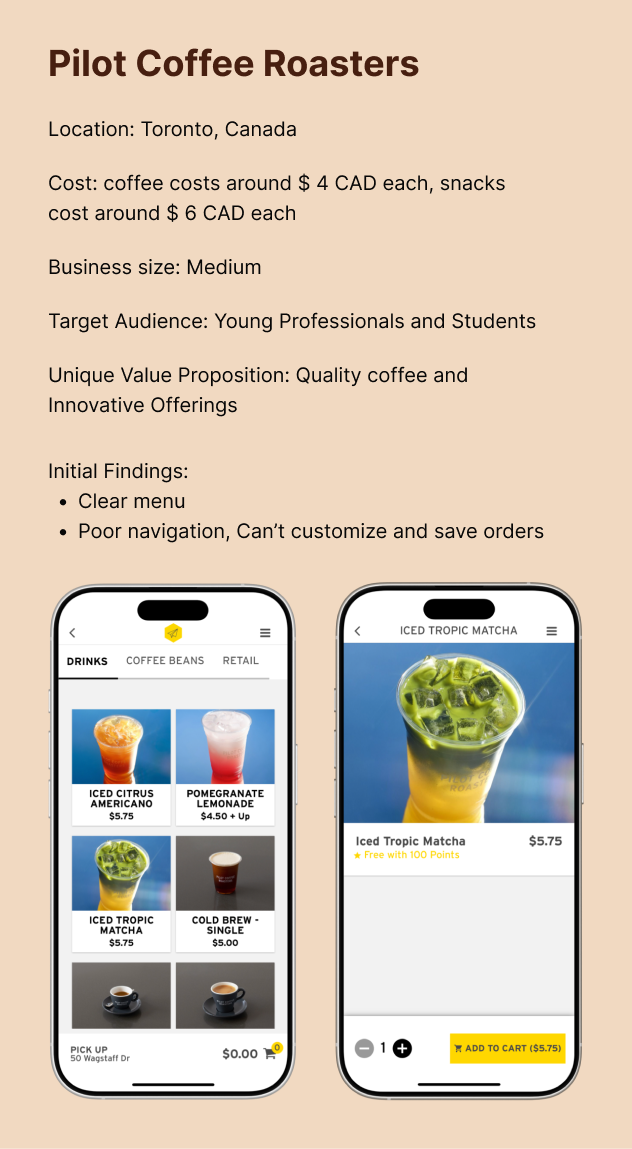 Pilot Coffee Roasters
Location: Toronto, Canada
Cost: coffee costs around $ 4 CAD each, snacks
cost around $ 6 CAD each
Business size: Medium
Target Audience: Young Professionals and Students
Unique Value Proposition: Quality coffee and
Innovative Offerings
Initial Findings:
• Clear menu
• Poor navigation, Can’t customize and save orders
DRINKS COFFEE BEANS RETAIL
ICED CITRUS
AMERICANO
$5.75
POMEGRANATE
LEMONADE
$4.50 + Up
ICED TROPIC
MATCHA
$5.75
COLD BREW -
SINGLE
$5.00
PICK UP
50 Wagstaff Dr
$0.00
0
ICED TROPIC MATCHA
PILOT COFFEE
ROASTERS
Iced Tropic Matcha $5.75
Free with 100 Points
1
ADD TO CART ($5.75)